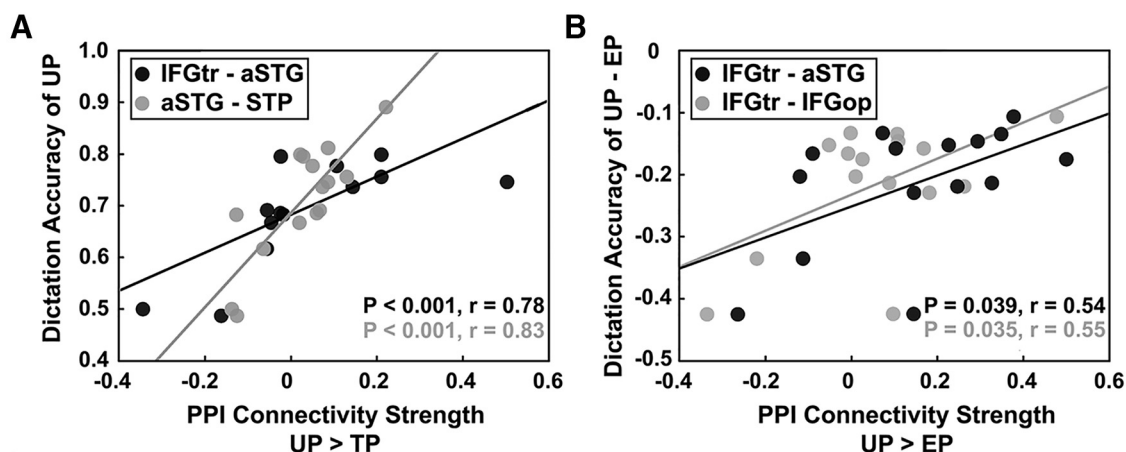 A
Dictation Accuracy of UP
1.0
0.9
0.8
0.7
0.6
0.5
0.4
IFGtr - aSTG
aSTG - STP
P < 0.001, r = 0.78
P < 0.001, r = 0.83
-0.4 -0.2 0 0.2 0.4 0.6
PPI Connectivity Strength
UP > TP
B
Dictation Accuracy of UP - EP
0
-0.1
-0.2
-0.3
-0.4
-0.5
IFGtr - aSTG
IFGtr - IFGop
P = 0.039, r = 0.54
P = 0.035, r = 0.55
-0.4 -0.2 0 0.2 0.4 0.6
PPI Connectivity Strength
UP > EP